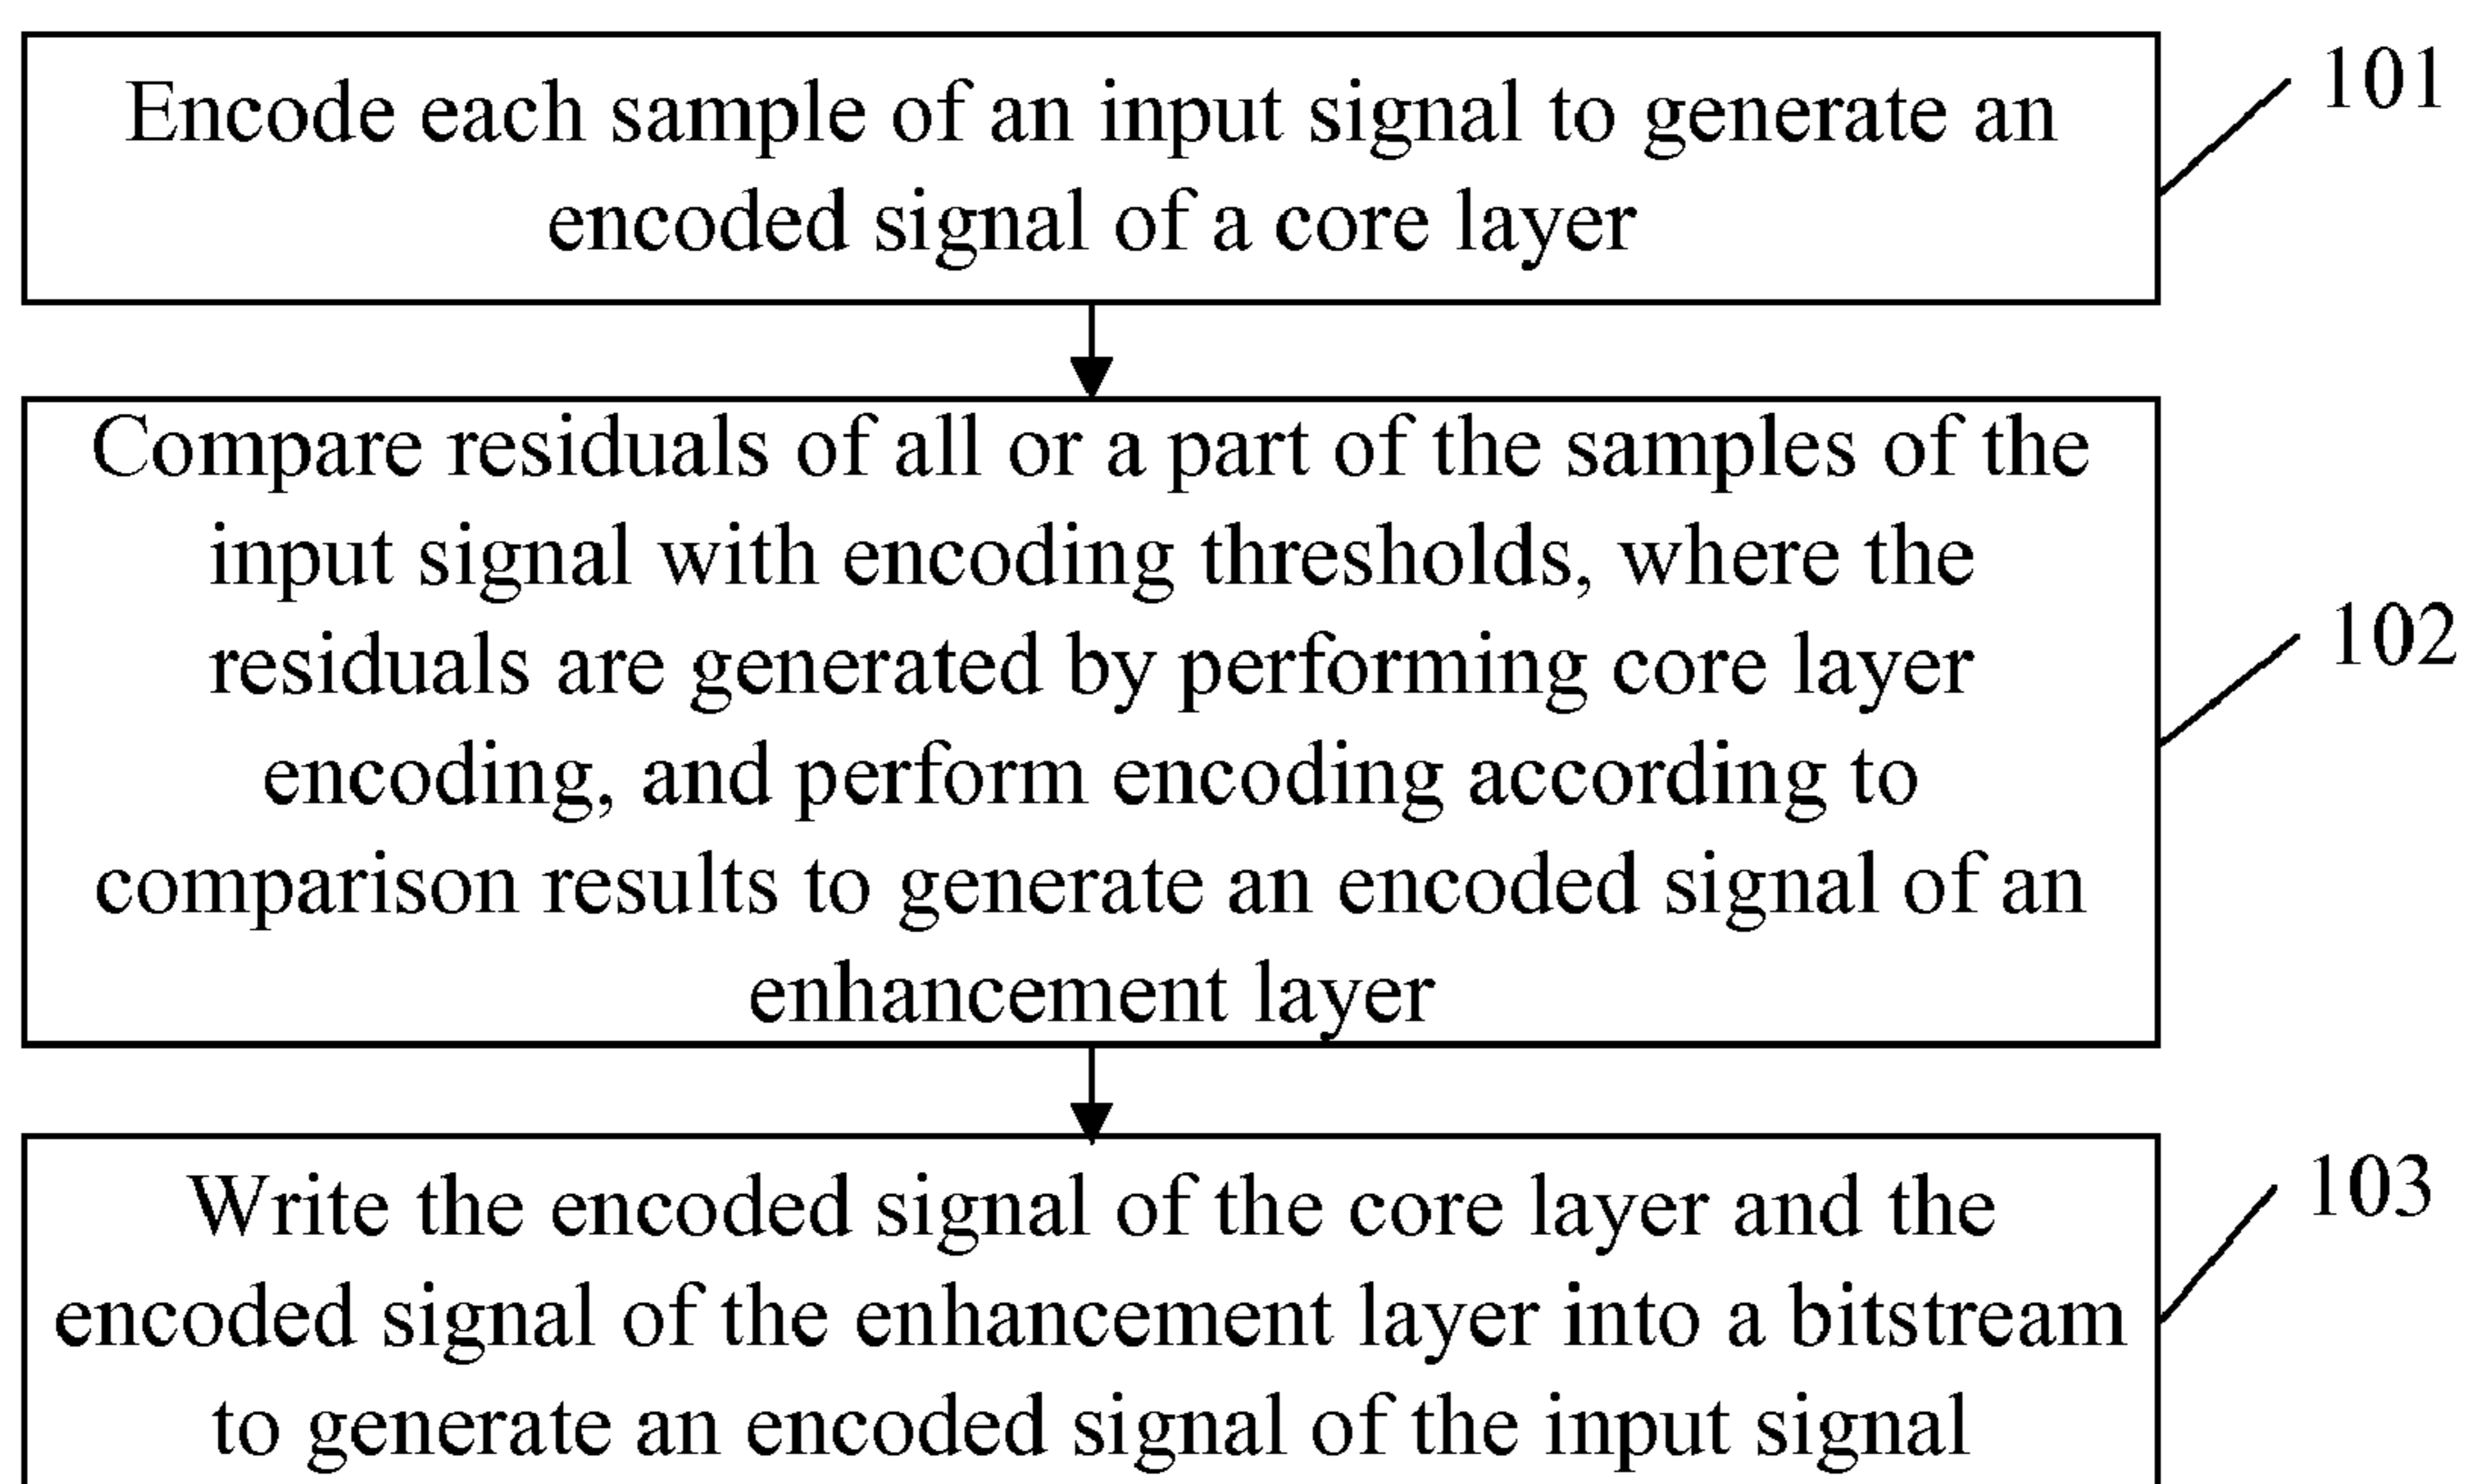 Encode each sample of an input signal to generate an
encoded signal of a core layer
101
Compare residuals of all or a part of the samples of the
input signal with encoding thresholds, where the
residuals are generated by performing core layer
encoding, and perform encoding according to
comparison results to generate an encoded signal of an
enhancement layer
102
Write the encoded signal of the core layer and the
encoded signal of the enhancement layer into a bitstream
to generate an encoded signal of the input signal
103